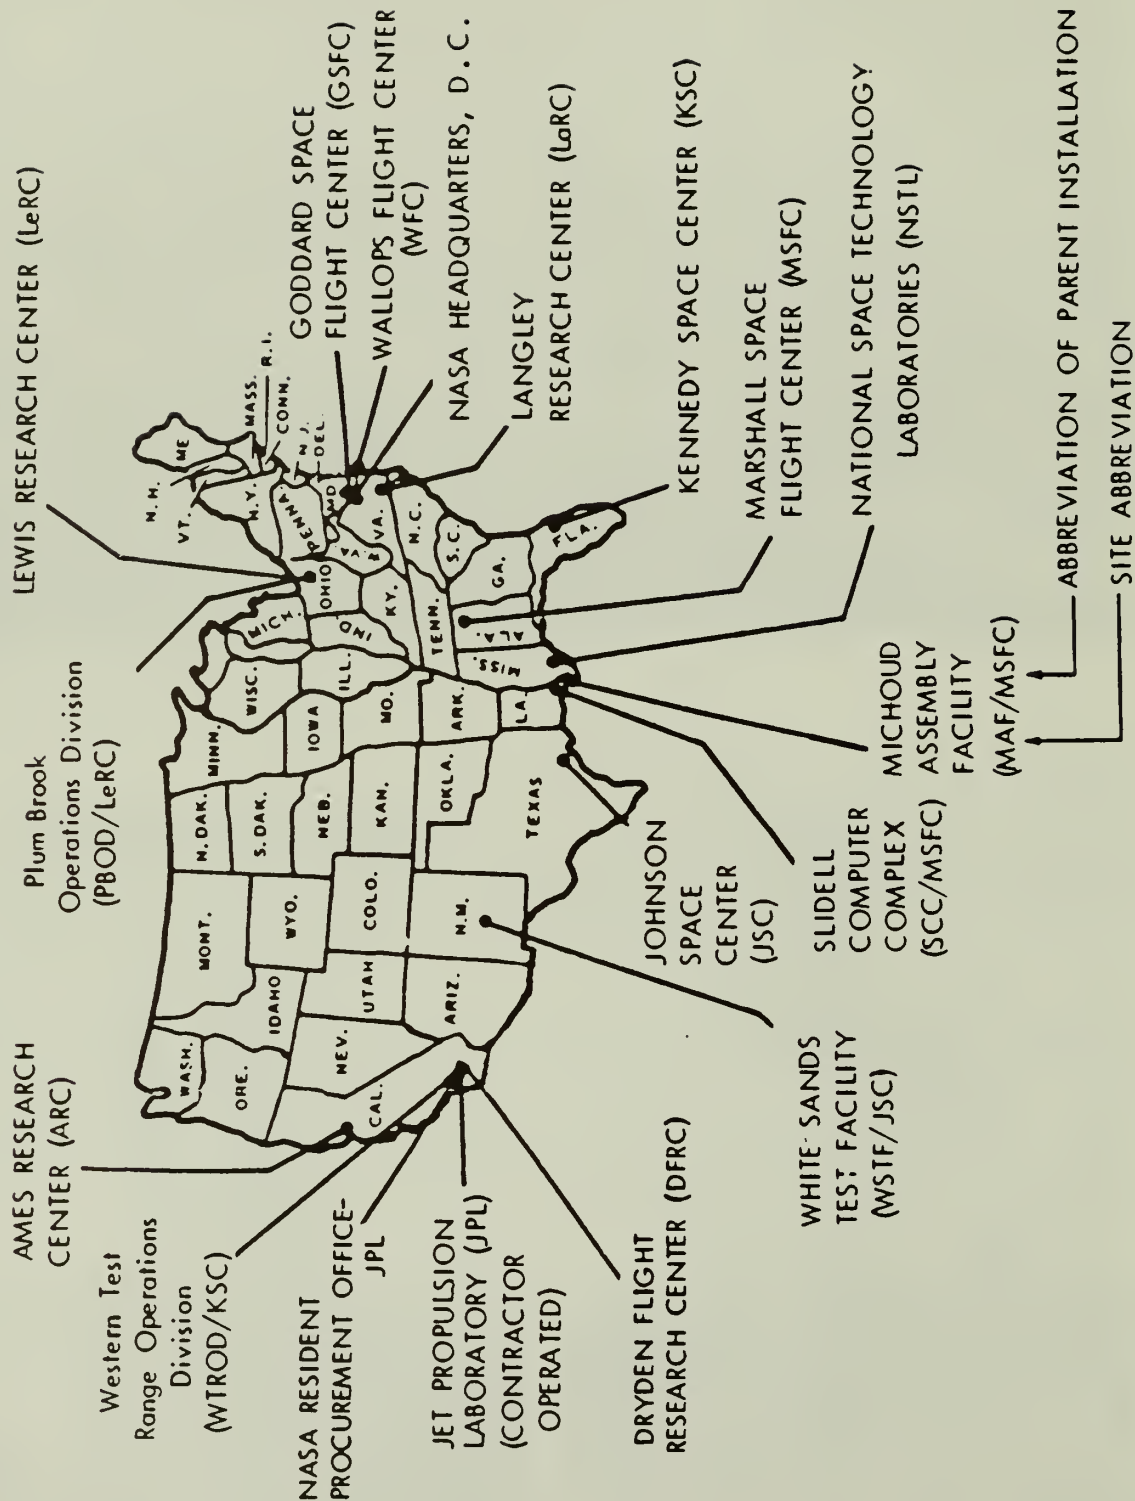 LEWIS RESEARCH CENTER (LeRC)
Plum Brook
Operations Division
(PBOD/LeRC)
AMES RESEARCH
CENTER (ARC)
Western Test
Range Operations
Division
(WTROD/KSC)
NASA RESIDENT
PROCUREMENT OFFICE-
JPL
JET PROPULSION
LABORATORY (JPL)
(CONTRACTOR
OPERATED)
DRYDEN FLIGHT
RESEARCH CENTER (DFRC)
WHITE SANDS
TEST FACILITY
(WSTF/JSC)
JOHNSON
SPACE
CENTER
(JSC)
SLIDELL
COMPUTER
COMPLEX
(SCC/MSFC)
MICHOUD
ASSEMBLY
FACILITY
(MAF/MSFC)
ABBREVIATION OF PARENT INSTALLATION
SITE ABBREVIATION
NATIONAL SPACE TECHNOLOGY
LABORATORIES (NSTL)
MARSHALL SPACE
FLIGHT CENTER (MSFC)
KENNEDY SPACE CENTER (KSC)
LANGLEY
RESEARCH CENTER (LaRC)
NASA HEADQUARTERS, D.C.
WALLOPS FLIGHT CENTER
(WFC)
GODDARD SPACE
FLIGHT CENTER (GSFC)
WASH.
ORE.
CAL.
NEV.
IDAHO
MONT.
WYO.
UTAH
COLO.
ARIZ.
N.M.
N.DAK.
S.DAK.
NEB.
KAN.
OKLA.
TEXAS
MINN.
IOWA
MO.
ARK.
LA.
WISC.
ILL.
MICH.
IND.
OHIO
KY.
TENN.
MISS.
ALA.
GA.
FLA.
S.C.
N.C.
VA.
W.VA.
MD.
DEL.
N.J.
PENNA.
N.Y.
CONN.
R.I.
MASS.
VT.
N.H.
ME